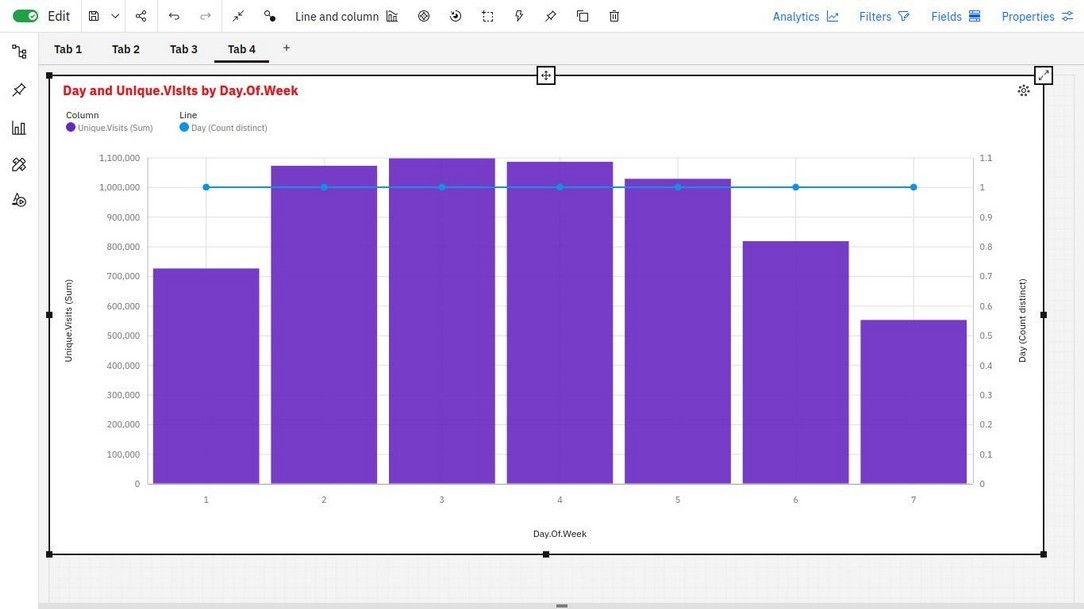 Edit
Line and column
Analytics
Filters
Fields
Properties
Tab 1
Tab 2
Tab 3
Tab 4
+
Day and Unique.Visits by Day.Of.Week
Column
Unique.Visits (Sum)
Line
Day (Count distinct)
Unique.Visits (Sum)
1,100,000
1,000,000
900,000
800,000
700,000
600,000
500,000
400,000
300,000
200,000
100,000
0
1.1
1
0.9
0.8
0.7
0.6
0.5
0.4
0.3
0.2
0.1
0
Day (Count distinct)
1 2 3 4 5 6 7
Day.Of.Week